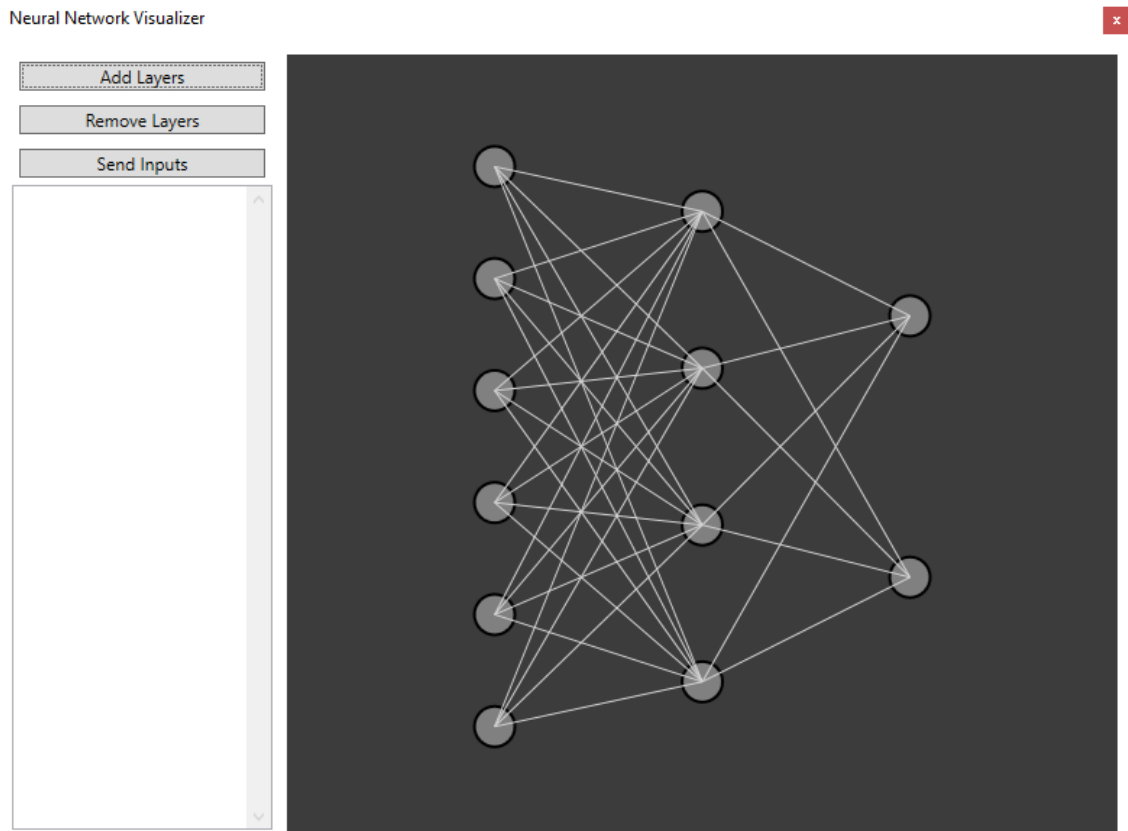 Neural Network Visualizer
x
Add Layers
Remove Layers
Send Inputs